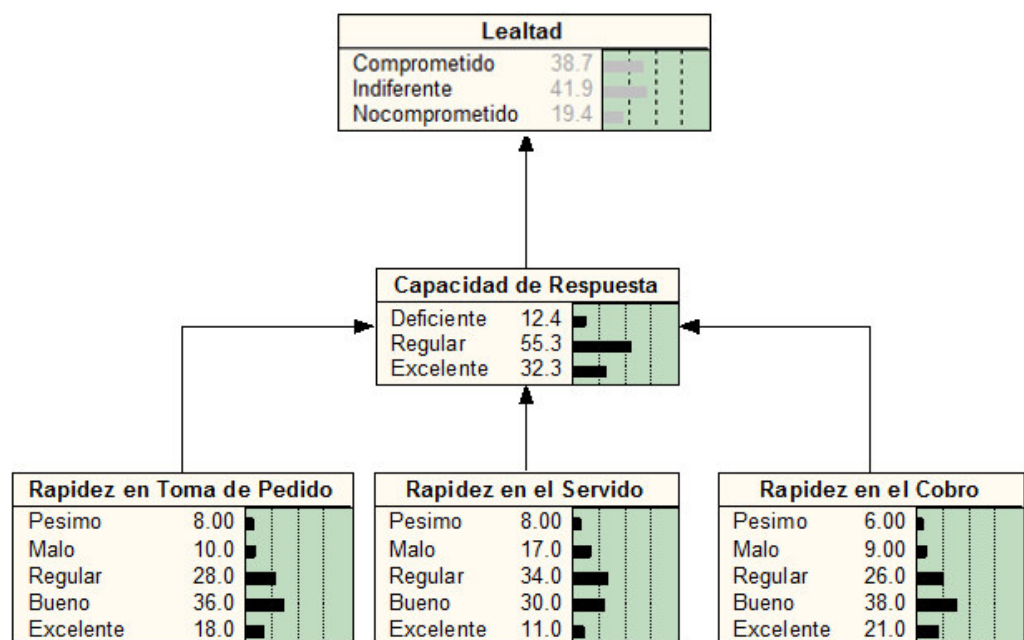 Lealtad
Comprometido 38.7
Indiferente 41.9
Nocomprometido 19.4
Capacidad de Respuesta
Deficiente 12.4
Regular 55.3
Excelente 32.3
Rapidez en Toma de Pedido
Pesimo 8.00
Malo 10.0
Regular 28.0
Bueno 36.0
Excelente 18.0
Rapidez en el Servido
Pesimo 8.00
Malo 17.0
Regular 34.0
Bueno 30.0
Excelente 11.0
Rapidez en el Cobro
Pesimo 6.00
Malo 9.00
Regular 26.0
Bueno 38.0
Excelente 21.0